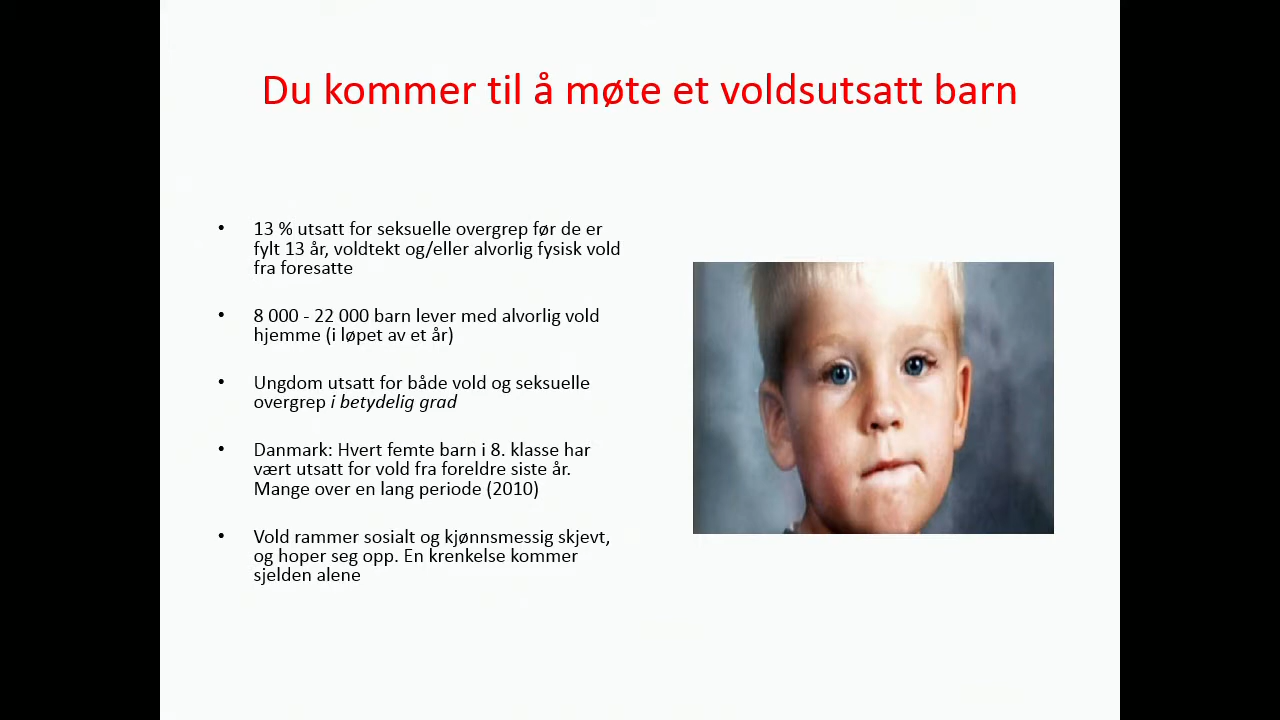 Du kommer til å møte et voldsutsatt barn
• 13 % utsatt for seksuelle overgrep før de er
fylt 13 år, voldtekt og/eller alvorlig fysisk vold
fra foresatte
• 8 000 - 22 000 barn lever med alvorlig vold
hjemme (i løpet av et år)
• Ungdom utsatt for både vold og seksuelle
overgrep i betydelig grad
• Danmark: Hvert femte barn i 8. klasse har
vært utsatt for vold fra foreldre siste år.
Mange over en lang periode (2010)
• Vold rammer sosialt og kjønnsmessig skjevt,
og hoper seg opp. En krenkelse kommer
sjelden alene